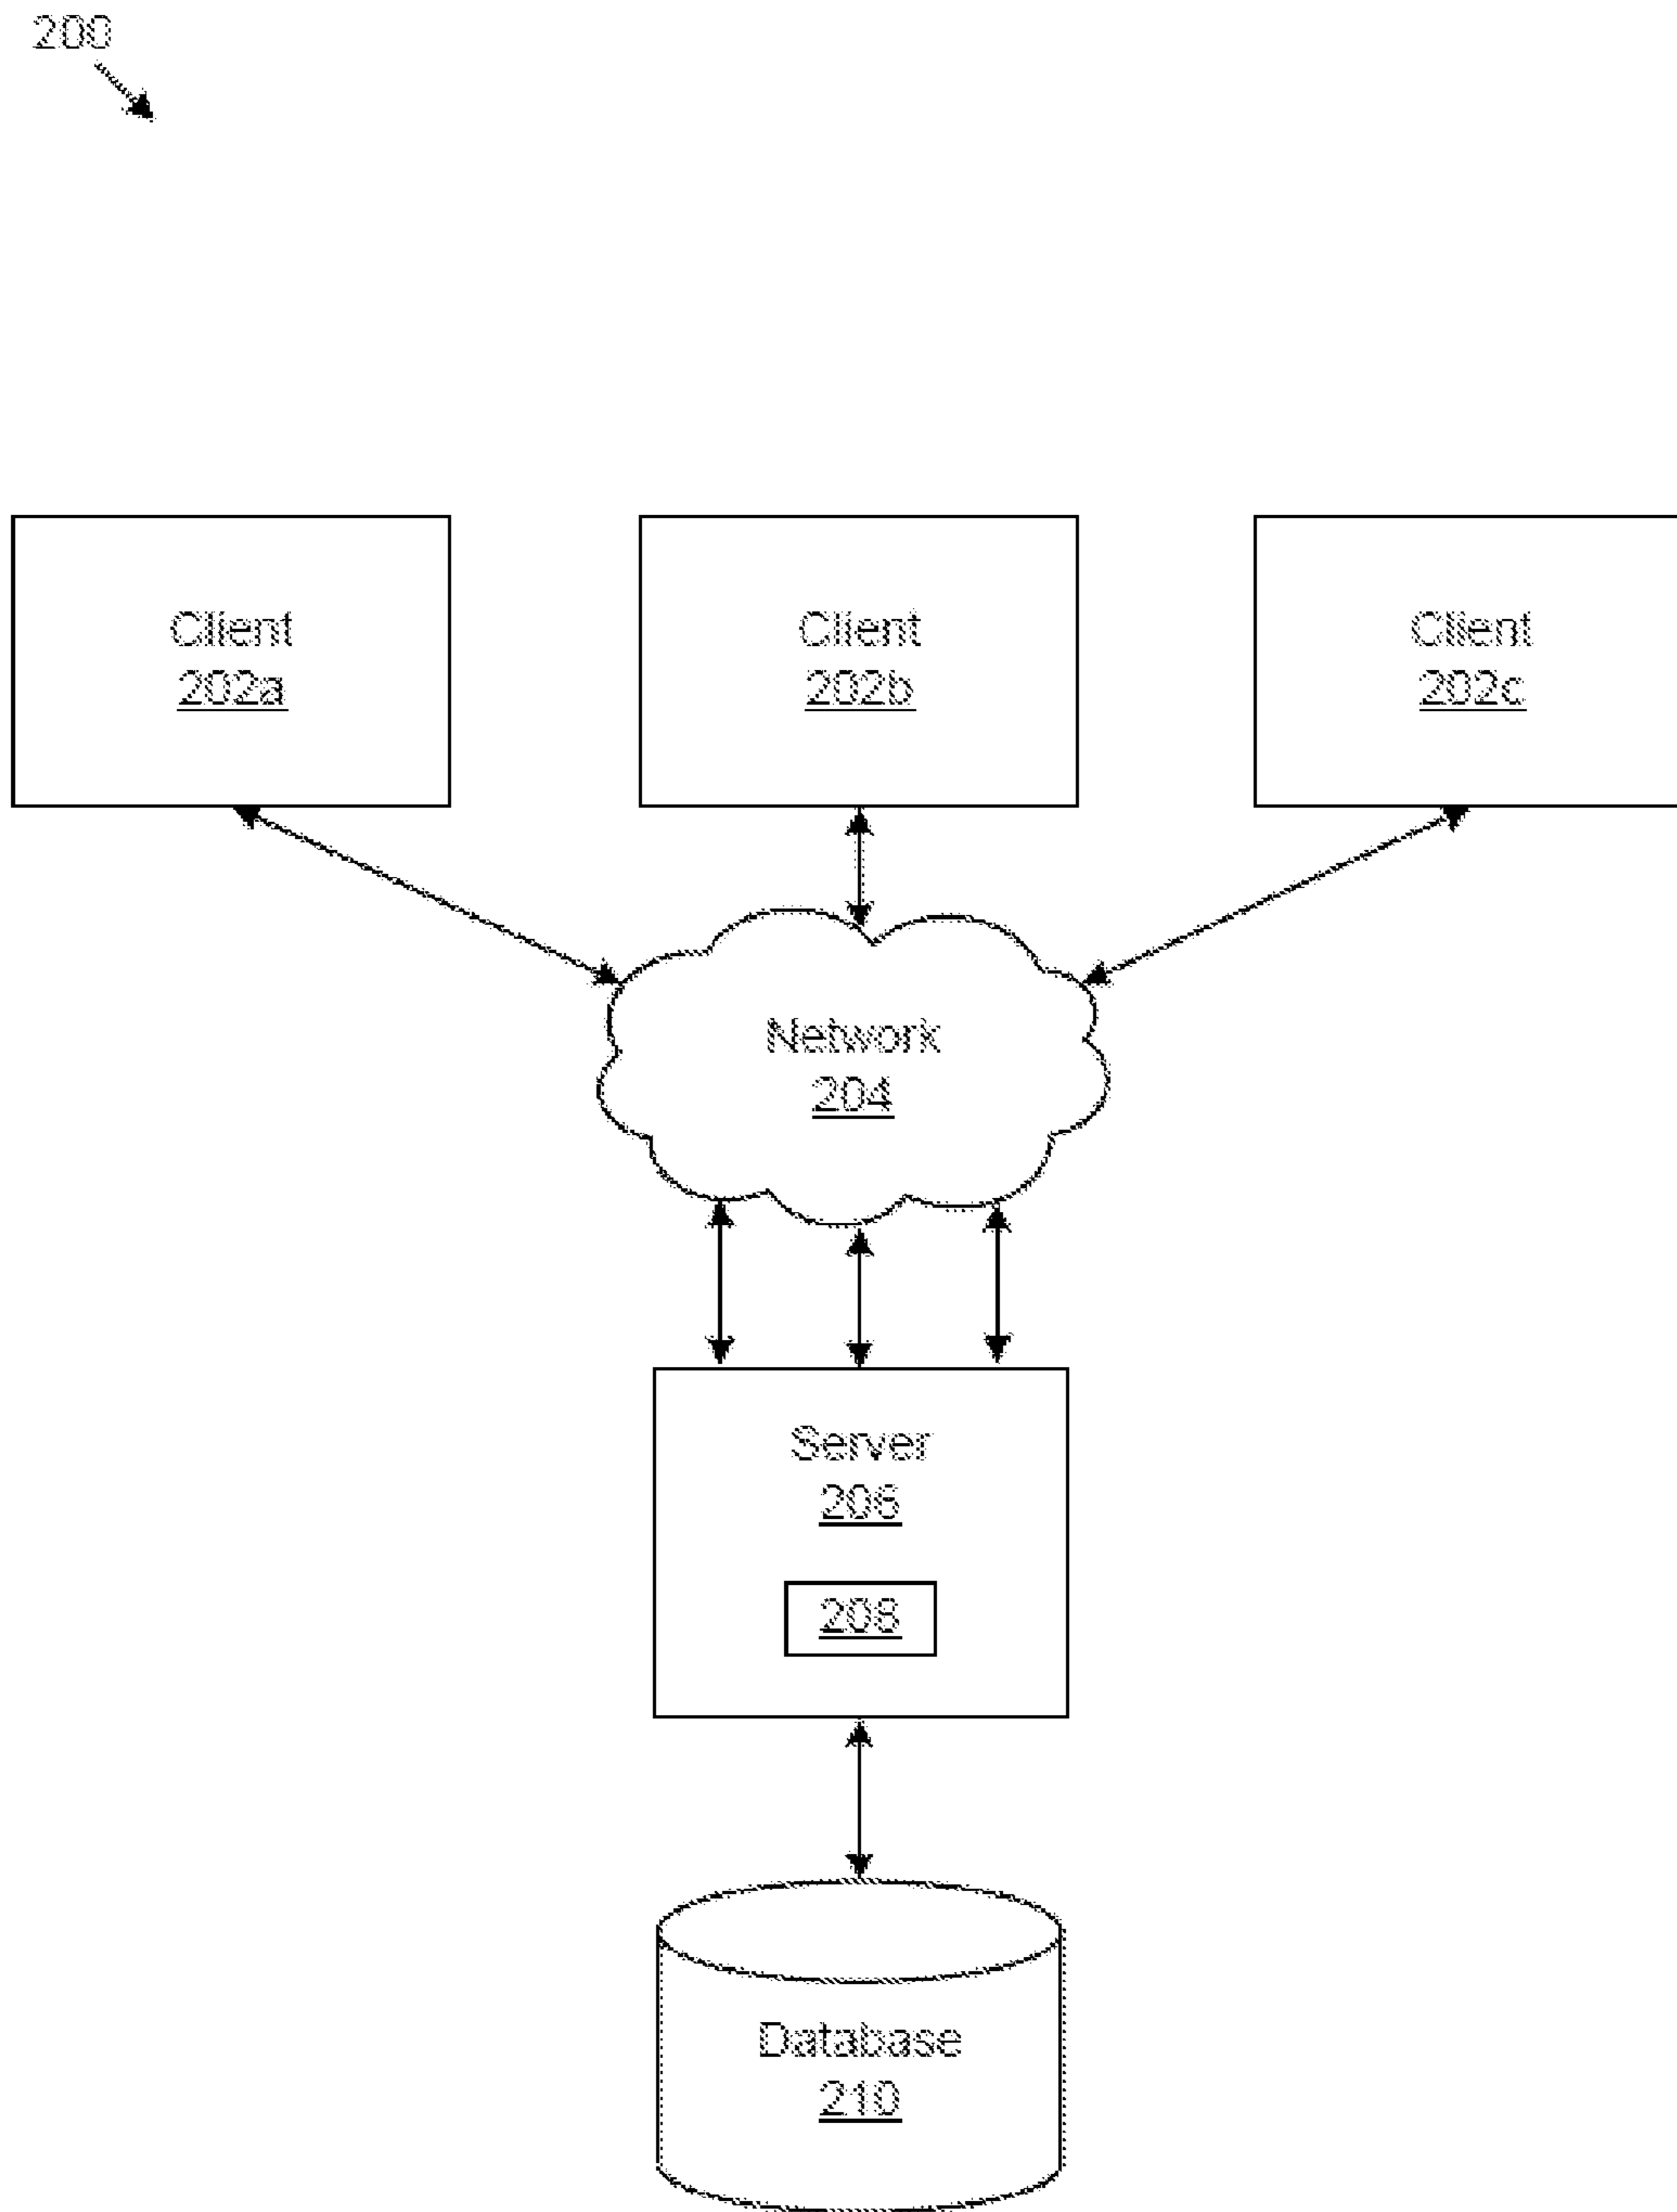 200
Client
202a
Client
202b
Client
202c
Network
204
Server
206
208
Database
210